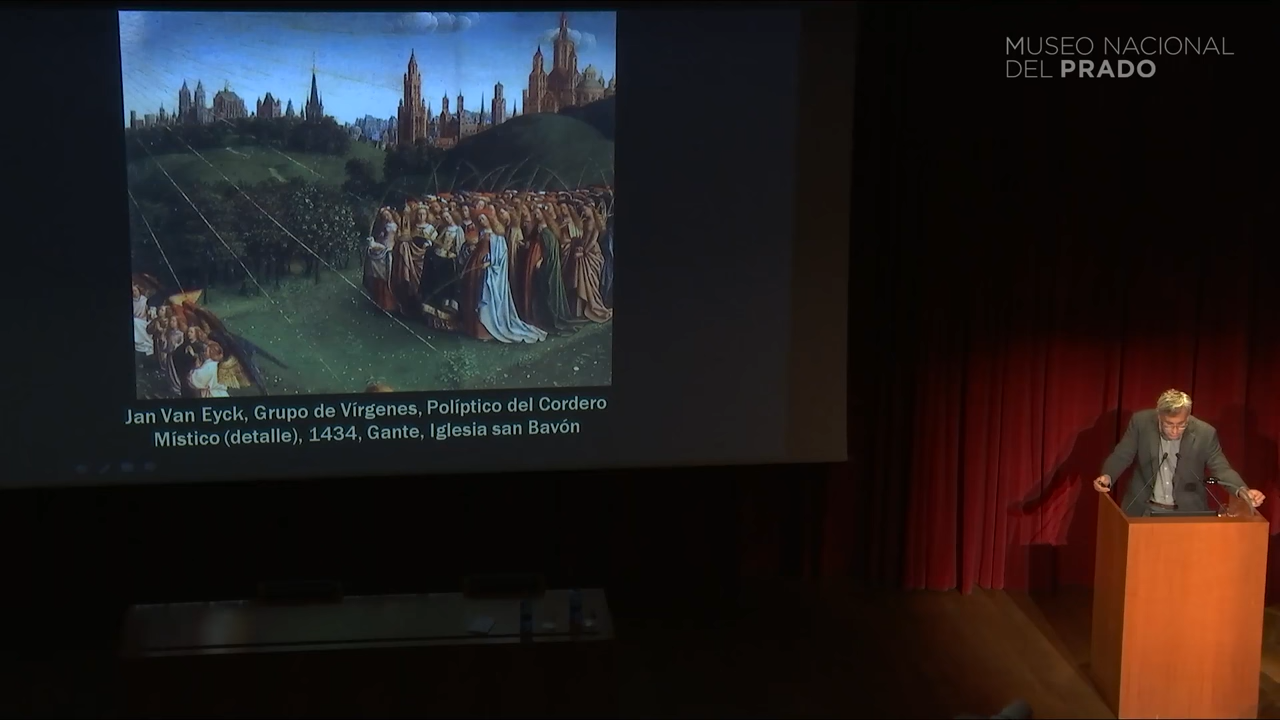 MUSEO NACIONAL
DEL PRADO
Jan Van Eyck, Grupo de Vírgenes, Políptico del Cordero
Místico (detalle), 1434, Gante, Iglesia san Bavón